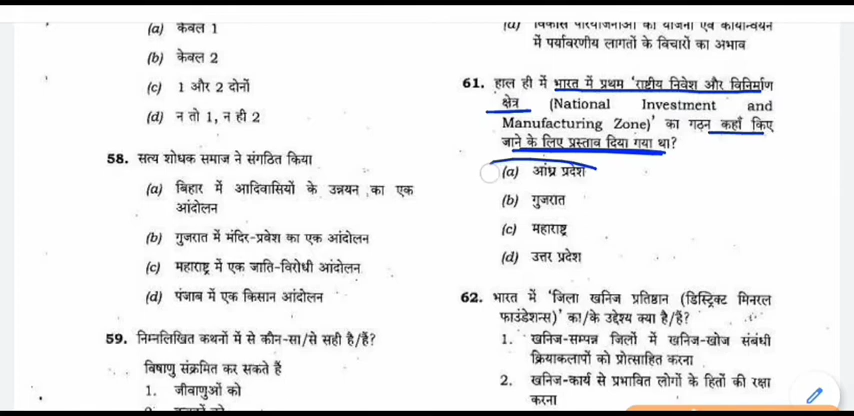 (a) केवल 1
(b) केवल 2
(c) 1 और 2 दोनों
(d) न तो 1, न ही 2
58. सत्य शोधक समाज ने संगठित किया
(a) बिहार में आदिवासियों के उन्नयन का एक
आंदोलन
(b) गुजरात में मंदिर-प्रवेश का एक आंदोलन
(c) महाराष्ट्र में एक जाति-विरोधी आंदोलन
(d) पंजाब में एक किसान आंदोलन
59. निम्नलिखित कथनों में से कौन-सा/से सही है/हैं?
विषाणु संक्रमित कर सकते हैं
1. जीवाणुओं को
(d) विकास परियोजनाओं की योजना एवं कार्यान्वयन
में पर्यावरणीय लागतों के विचारों का अभाव
61. हाल ही में भारत में प्रथम 'राष्ट्रीय निवेश और विनिर्माण
क्षेत्र (National Investment and
Manufacturing Zone)' का गठन कहाँ किए
जाने के लिए प्रस्ताव दिया गया था?
(a) आंध्र प्रदेश
(b) गुजरात
(c) महाराष्ट्र
(d) उत्तर प्रदेश
62. भारत में 'जिला खनिज प्रतिष्ठान (डिस्ट्रिक्ट मिनरल
फाउंडेशन्स)' का/के उद्देश्य क्या है/हैं?
1. खनिज-सम्पन्न जिलों में खनिज-खोज संबंधी
क्रियाकलापों को प्रोत्साहित करना
2. खनिज-कार्य से प्रभावित लोगों के हितों की रक्षा
करना